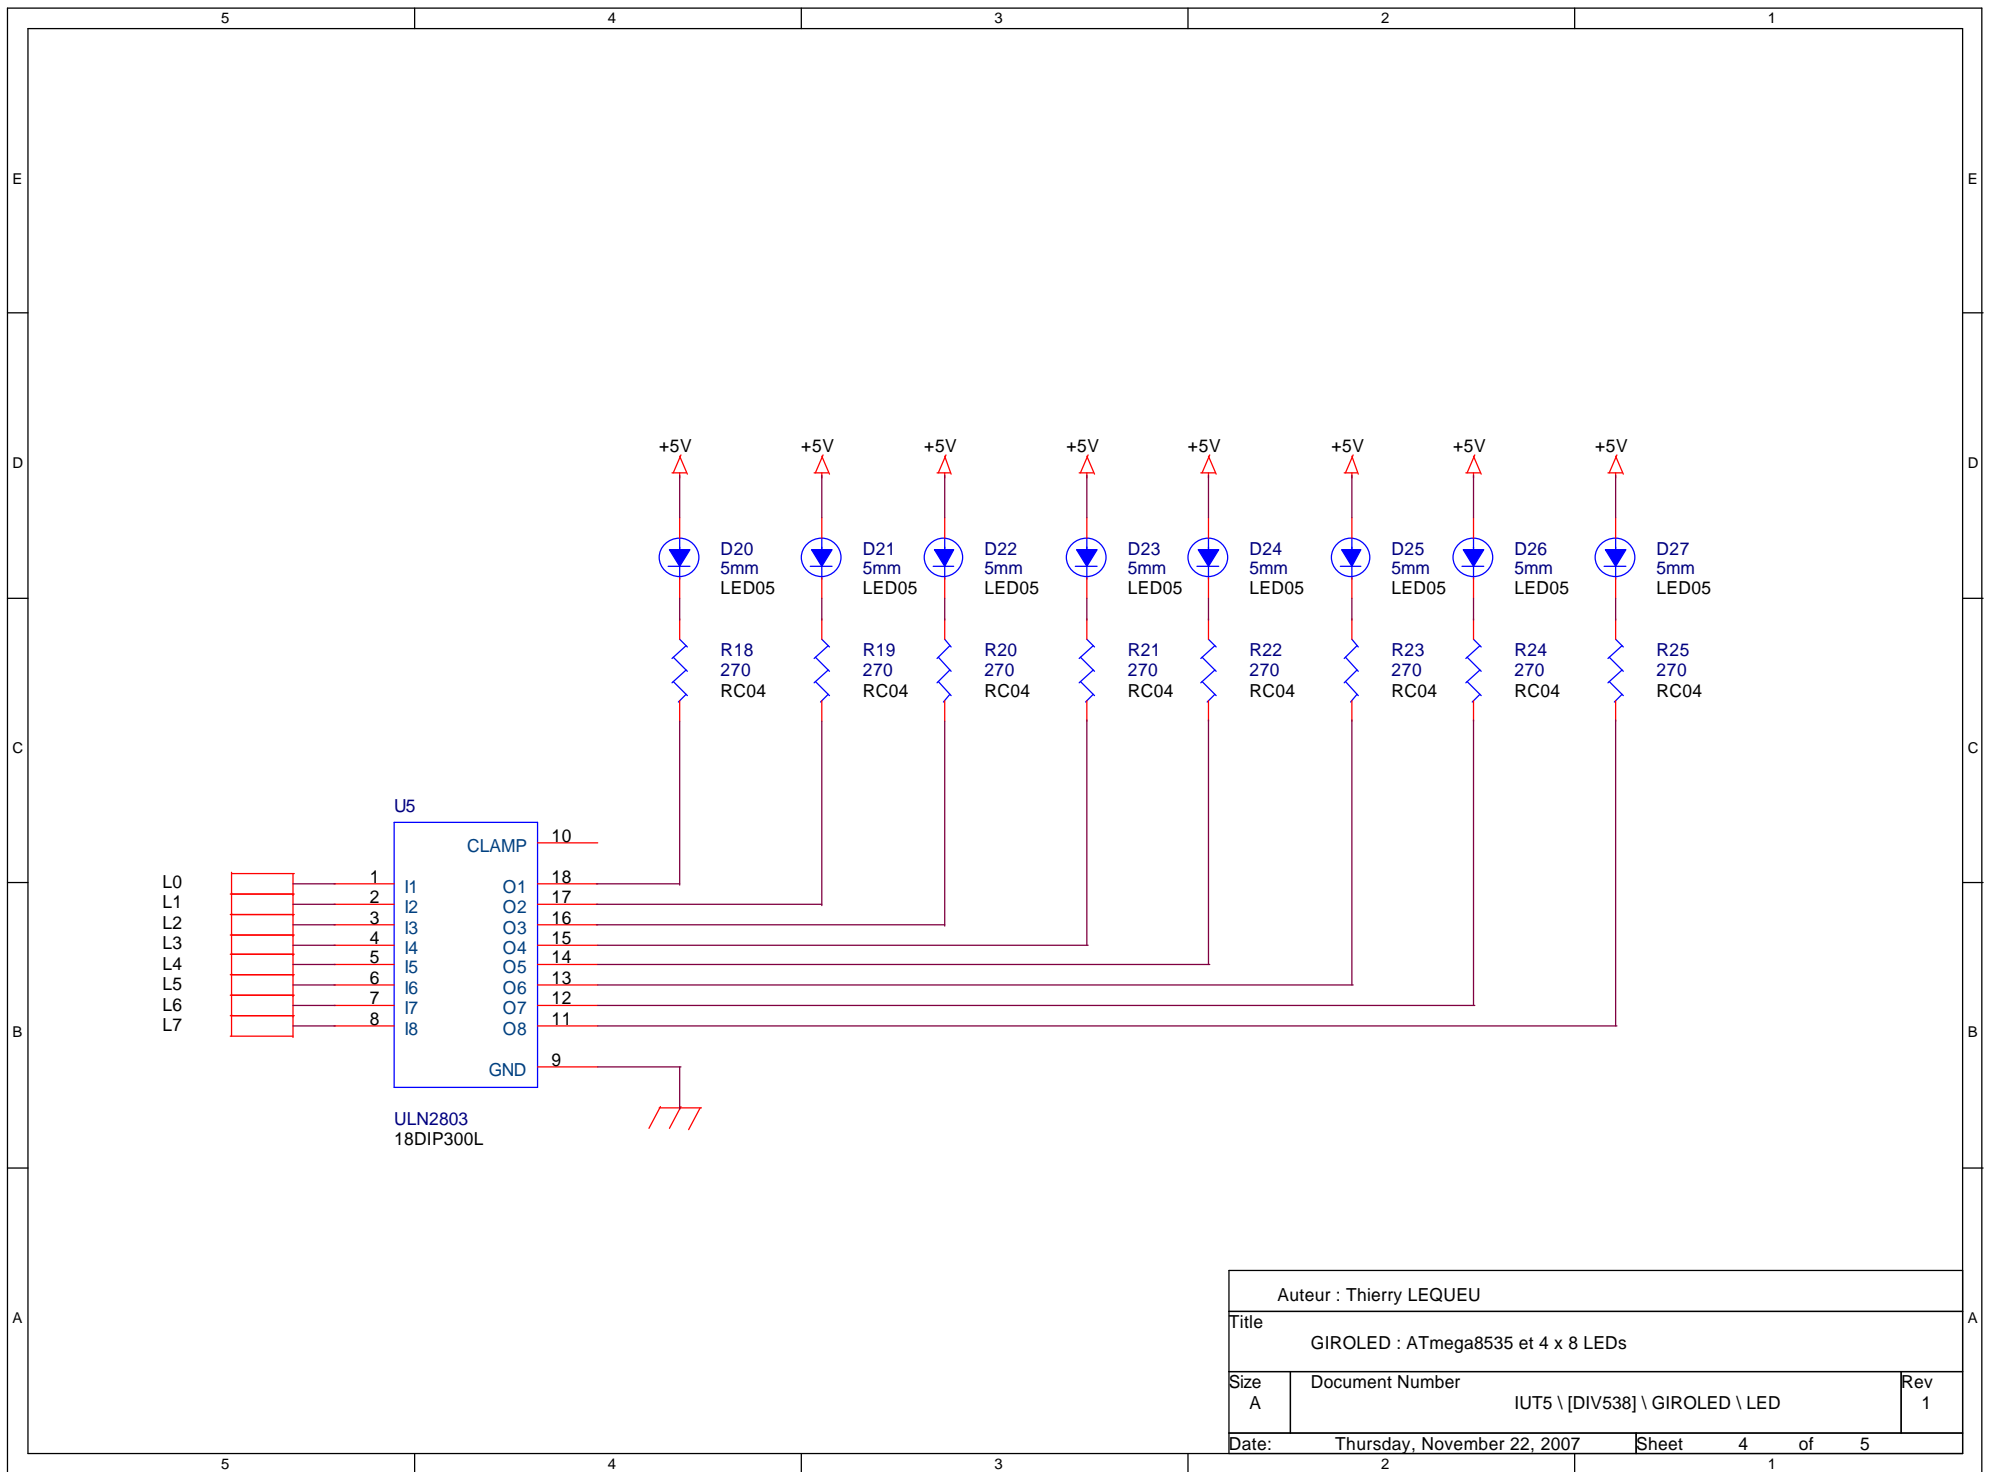 5 4 3 2 1
E E
D D
C C
B B
A A
+5V +5V +5V +5V +5V +5V +5V +5V
D20 D21 D22 D23 D24 D25 D26 D27
5mm 5mm 5mm 5mm 5mm 5mm 5mm 5mm
LED05 LED05 LED05 LED05 LED05 LED05 LED05 LED05
R18 R19 R20 R21 R22 R23 R24 R25
270 270 270 270 270 270 270 270
RC04 RC04 RC04 RC04 RC04 RC04 RC04 RC04
U5
CLAMP 10
L0 1 I1 O1 18
L1 2 I2 O2 17
L2 3 I3 O3 16
L3 4 I4 O4 15
L4 5 I5 O5 14
L5 6 I6 O6 13
L6 7 I7 O7 12
L7 8 I8 O8 11
GND 9
ULN2803
18DIP300L
Auteur : Thierry LEQUEU
Title
GIROLED : ATmega8535 et 4 x 8 LEDs
Size Document Number Rev
A IUT5 \ [DIV538] \ GIROLED \ LED 1
Date: Thursday, November 22, 2007 Sheet 4 of 5
5 4 3 2 1